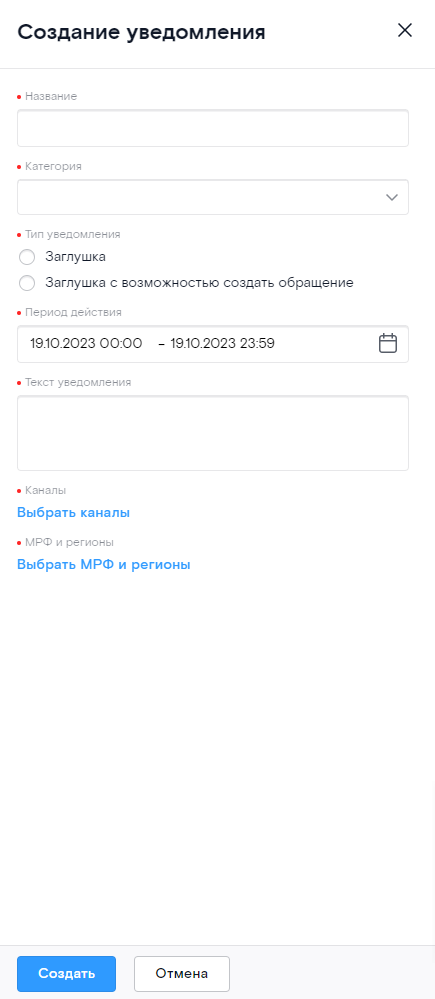 Создание уведомления
Название
Категория
Тип уведомления
Заглушка
Заглушка с возможностью создать обращение
Период действия
19.10.2023 00:00 – 19.10.2023 23:59
Текст уведомления
Каналы
Выбрать каналы
МРФ и регионы
Выбрать МРФ и регионы
Создать Отмена